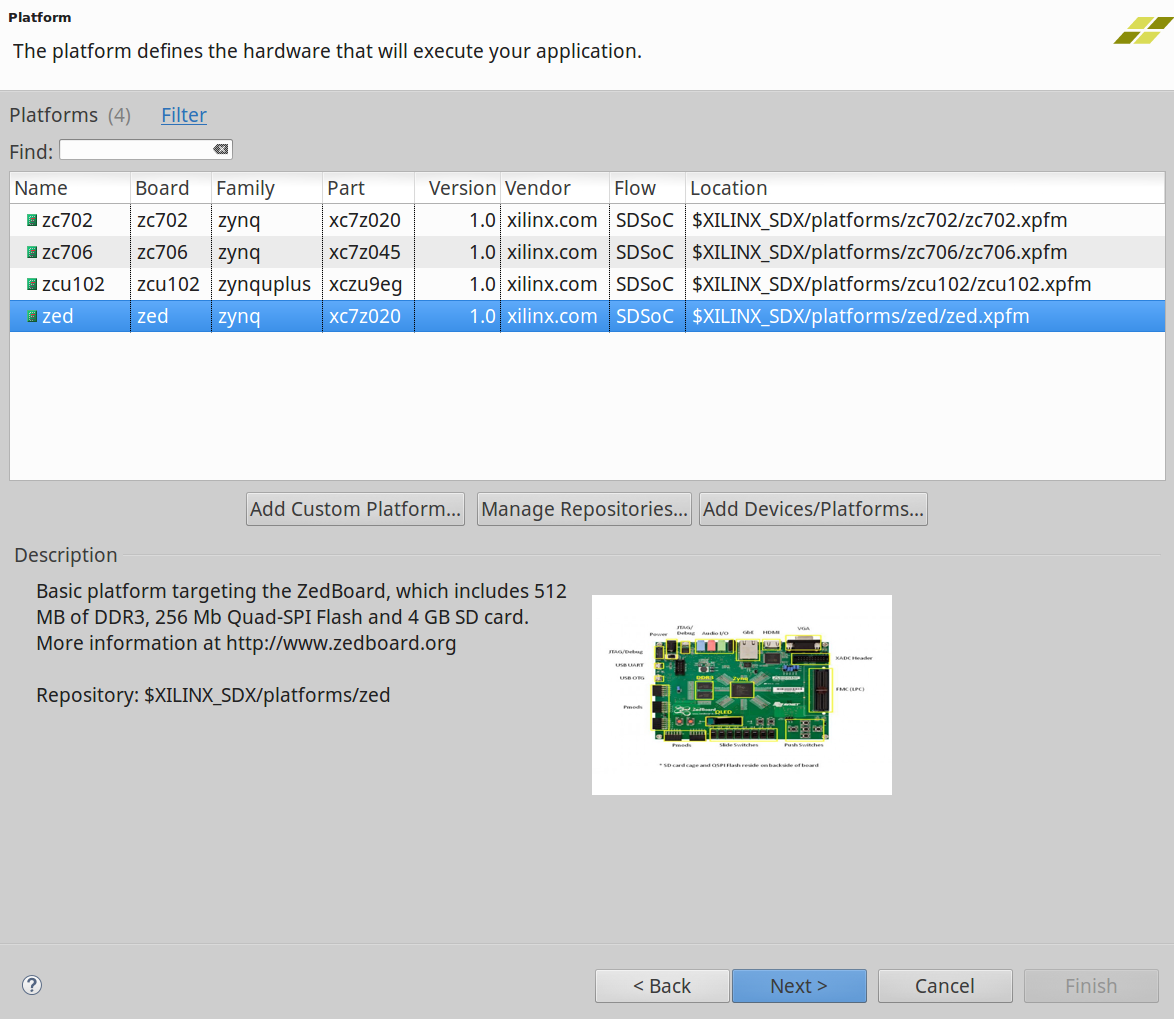 Platform
The platform defines the hardware that will execute your application.
Platforms (4) Filter
Find:
Name Board Family Part Version Vendor Flow Location
zc702 zc702 zynq xc7z020 1.0 xilinx.com SDSoC $XILINX_SDX/platforms/zc702/zc702.xpfm
zc706 zc706 zynq xc7z045 1.0 xilinx.com SDSoC $XILINX_SDX/platforms/zc706/zc706.xpfm
zcu102 zcu102 zynquplus xczu9eg 1.0 xilinx.com SDSoC $XILINX_SDX/platforms/zcu102/zcu102.xpfm
zed zed zynq xc7z020 1.0 xilinx.com SDSoC $XILINX_SDX/platforms/zed/zed.xpfm
Add Custom Platform... Manage Repositories... Add Devices/Platforms...
Description
Basic platform targeting the ZedBoard, which includes 512
MB of DDR3, 256 Mb Quad-SPI Flash and 4 GB SD card.
More information at http://www.zedboard.org
Repository: $XILINX_SDX/platforms/zed
VGA
JTAG/
Power Debug Audio I/O GbE HDMI
JTAG/Debug
XADC Header
USB UART
USB OTG
DDR3
Zynq
FMC (LPC)
Pmods
ZedBoard
OLED
Pmods Slide Switches Push Switches
* SD card cage and QSPI Flash reside on backside of board
< Back Next > Cancel Finish